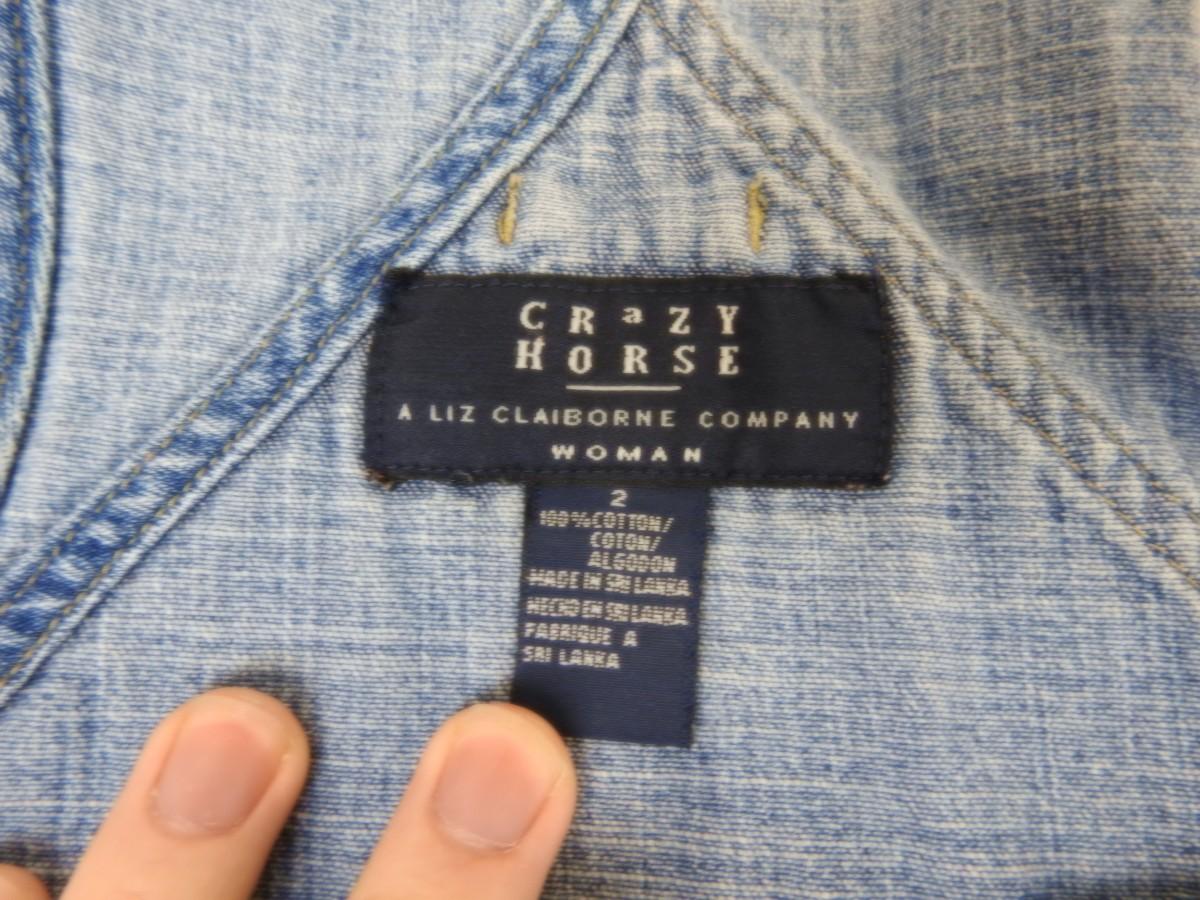 CRaZY
HORSE
A LIZ CLAIBORNE COMPANY
WOMAN
2
100% COTTON/
COTON/
ALGODON
MADE IN SRI LANKA
HECHO EN SRI LANKA
FABRIQUE A
SRI LANKA